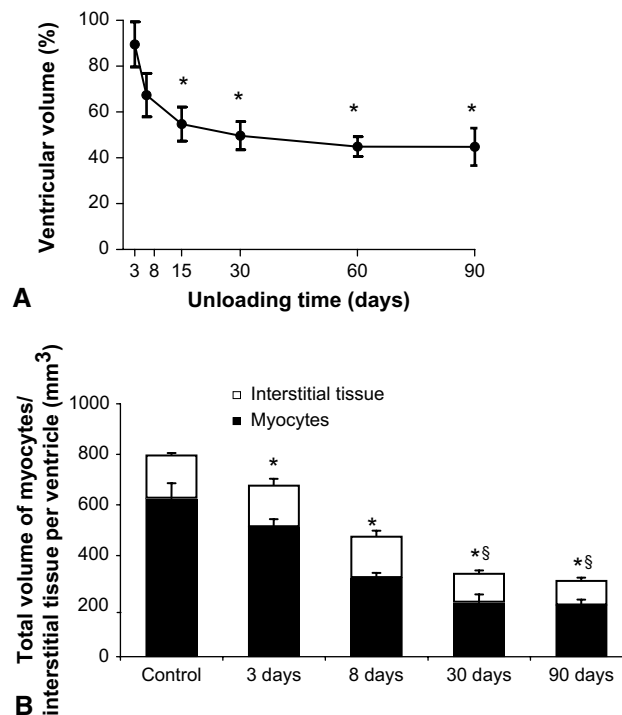 100
80
60
40
20
0
Ventricular volume (%)
* * * *
3 8 15 30 60 90
Unloading time (days)
A
Interstitial tissue
Myocytes
1000
800
600
400
200
0
Total volume of myocytes/
interstitial tissue per ventricle (mm³)
* * *§ *§
Control 3 days 8 days 30 days 90 days
B